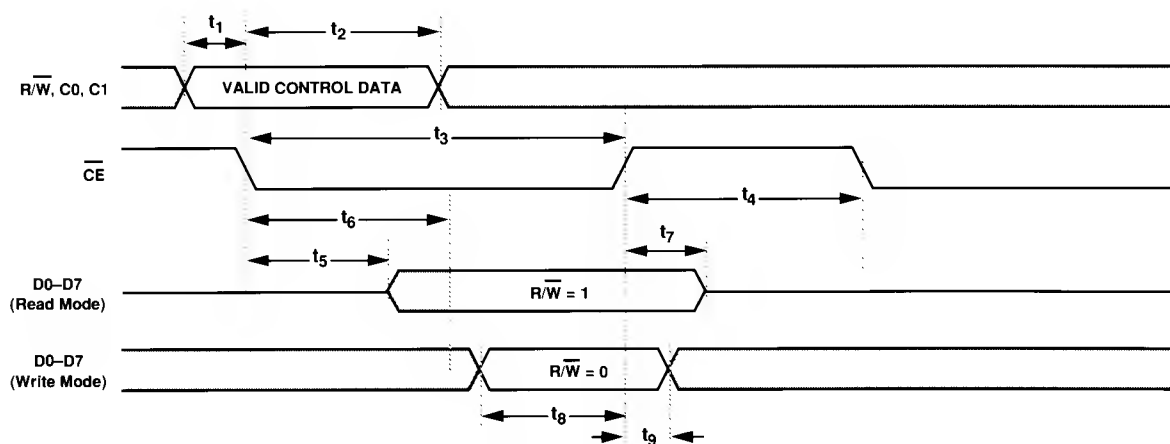 t1
t2
R/W̅, C0, C1
VALID CONTROL DATA
t3
C̅E̅
t4
t6
t7
t5
D0–D7
(Read Mode)
R/W̅ = 1
D0–D7
(Write Mode)
R/W̅ = 0
t8
t9